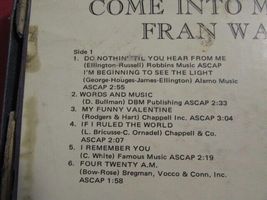 COME INTO M
FRAN WA
Side 1
1. DO NOTHIN' TIL YOU HEAR FROM ME
(Ellington-Russell) Robbins Music ASCAP
I'M BEGINNING TO SEE THE LIGHT
(George-Houges-James-Ellington) Alamo Music
ASCAP 2:55
2. WORDS AND MUSIC
(D. Bullman) DBM Publishing ASCAP 2:33
3. MY FUNNY VALENTINE
(Rodgers & Hart) Chappell Inc. ASCAP 3:04
4. IF I RULED THE WORLD
(L. Bricusse-C. Ornadel) Chappell & Co.
ASCAP 2:07
5. I REMEMBER YOU
(C. White) Famous Music ASCAP 2:19
6. FOUR TWENTY A.M.
(Bow-Rose) Bregman, Vocco & Conn, Inc.
ASCAP 1:58